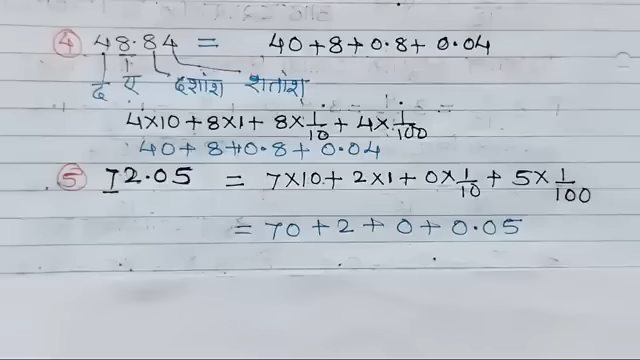 ④ 48.84 = 40+8+0.8+0.04
द ए दशांश शतांश
4×10+8×1+8×1/10+4×1/100
40+8+0.8+0.04
⑤ 72.05 = 7×10+2×1+0×1/10+5×1/100
= 70+2+0+0.05